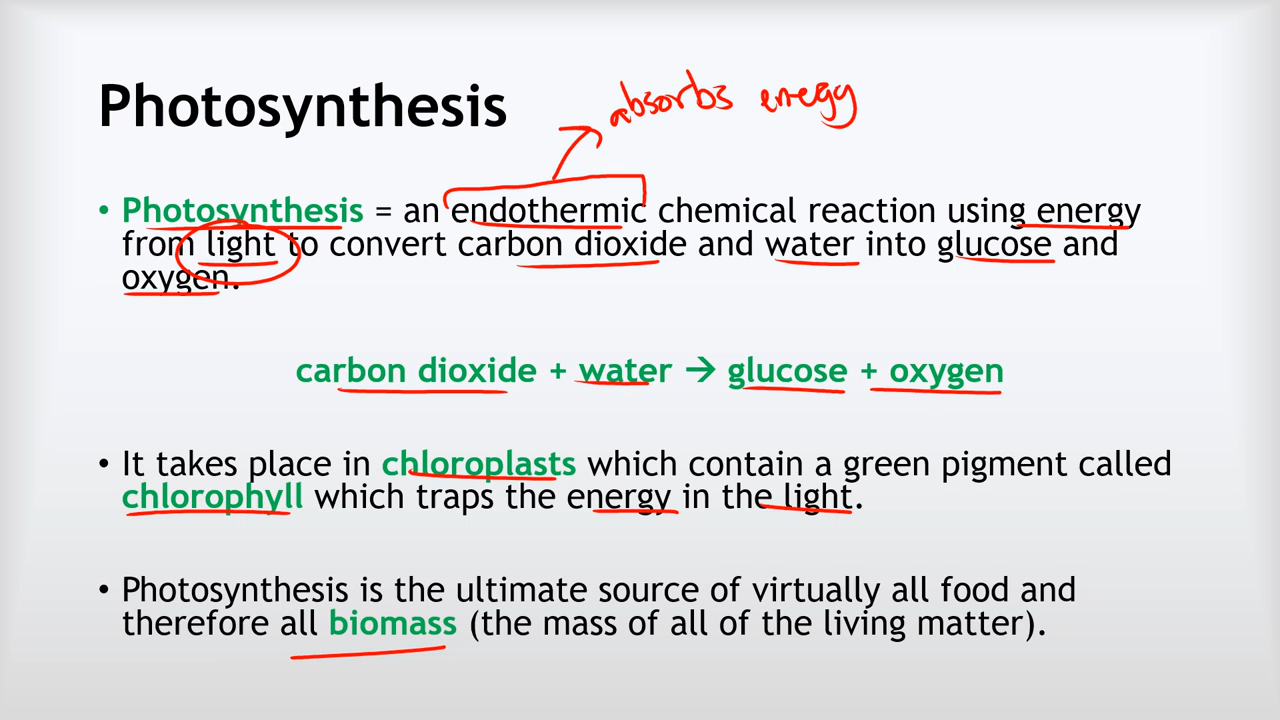 Photosynthesis
absorbs enegy
• Photosynthesis = an endothermic chemical reaction using energy
from light to convert carbon dioxide and water into glucose and
oxygen.
carbon dioxide + water → glucose + oxygen
• It takes place in chloroplasts which contain a green pigment called
chlorophyll which traps the energy in the light.
• Photosynthesis is the ultimate source of virtually all food and
therefore all biomass (the mass of all of the living matter).